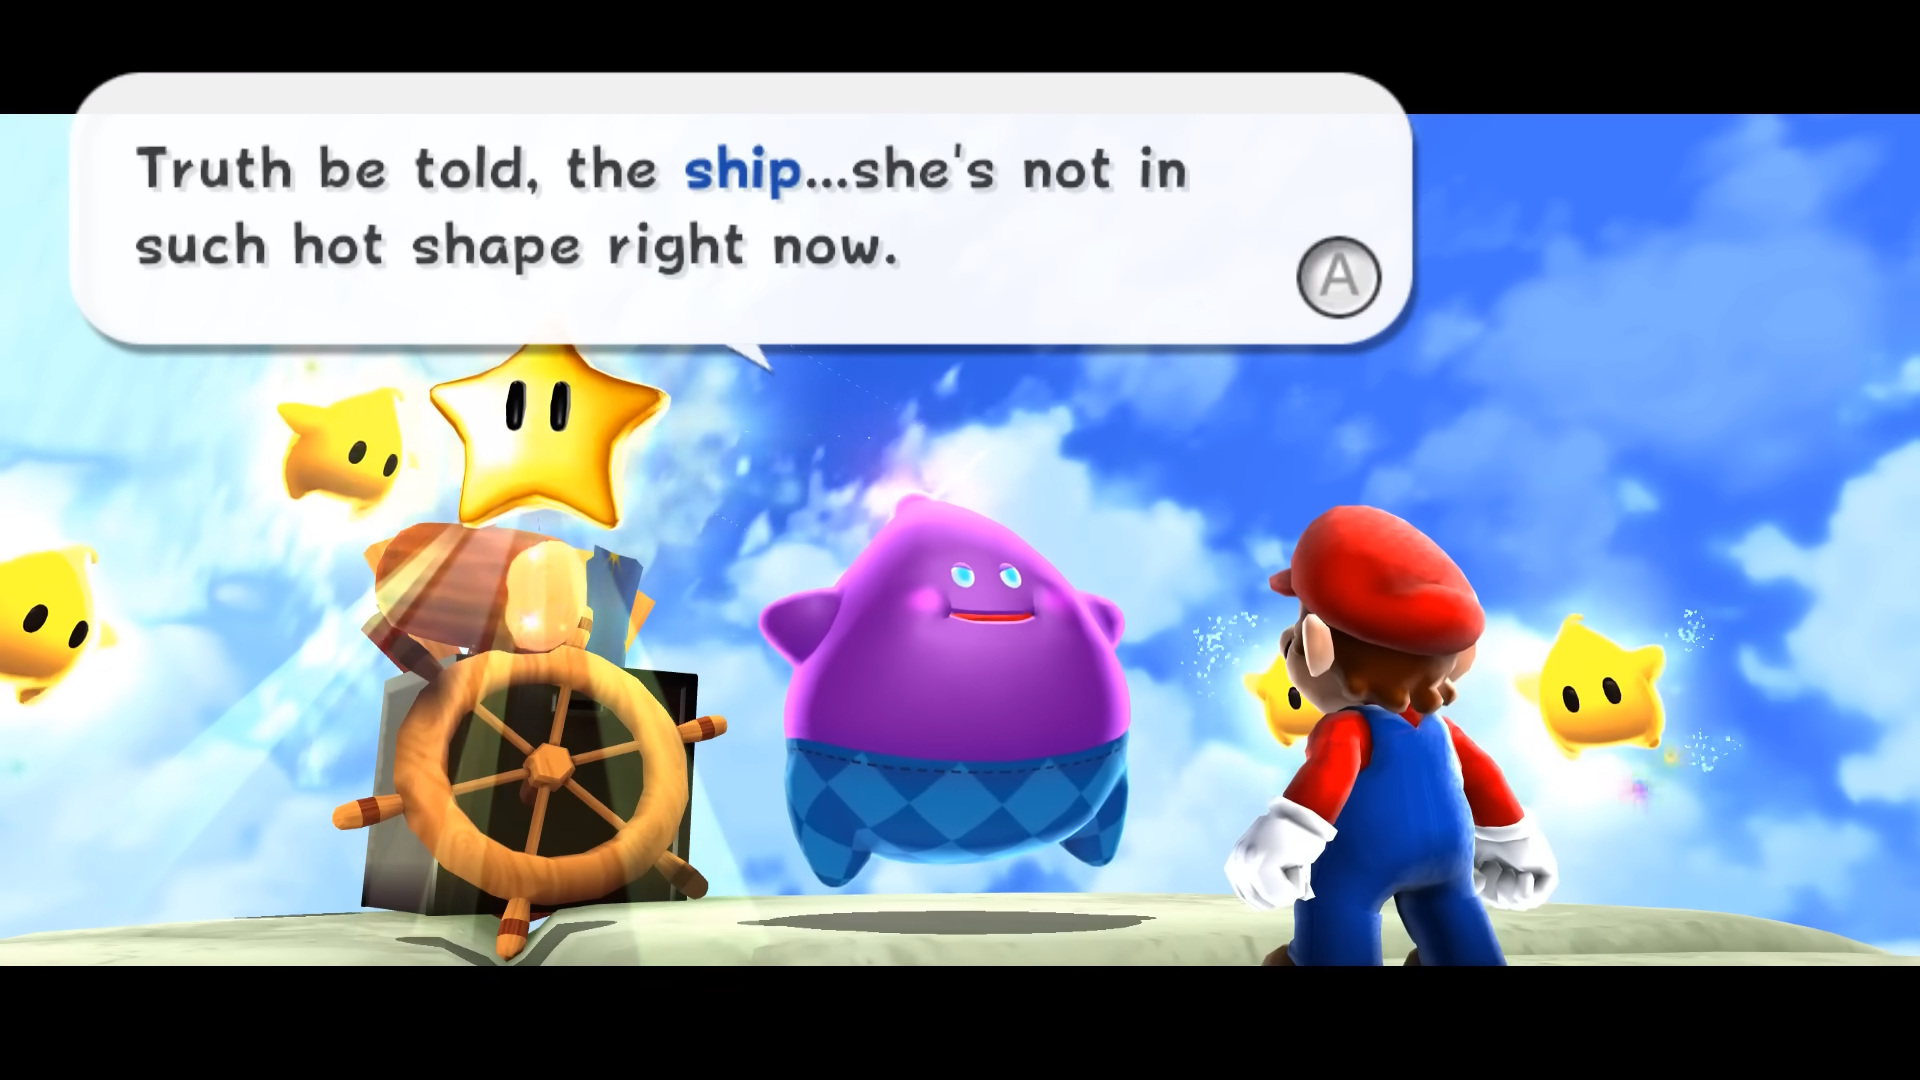 Truth be told, the ship...she's not in
such hot shape right now.
A